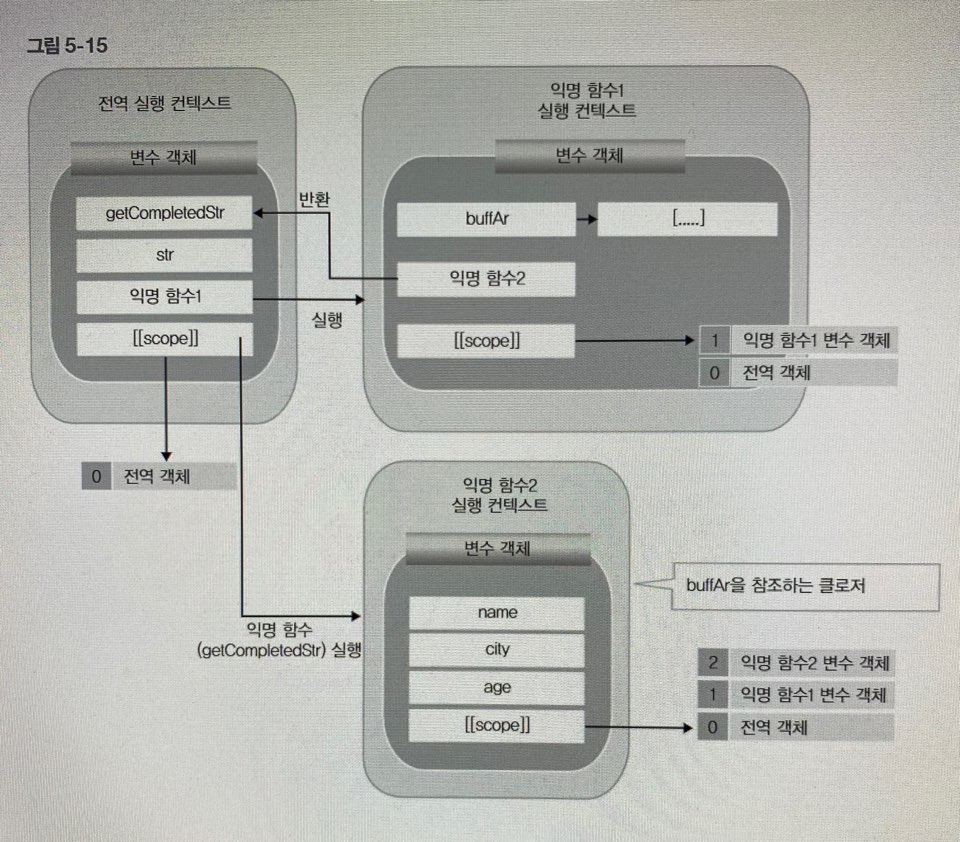 그림 5-15
전역 실행 컨텍스트
변수 객체
getCompletedStr
str
익명 함수1
[[scope]]
0 전역 객체
반환
실행
익명 함수1
실행 컨텍스트
변수 객체
buffAr
[.....]
익명 함수2
[[scope]]
1 익명 함수1 변수 객체
0 전역 객체
익명 함수
(getCompletedStr) 실행
익명 함수2
실행 컨텍스트
변수 객체
name
city
age
[[scope]]
buffAr을 참조하는 클로저
2 익명 함수2 변수 객체
1 익명 함수1 변수 객체
0 전역 객체